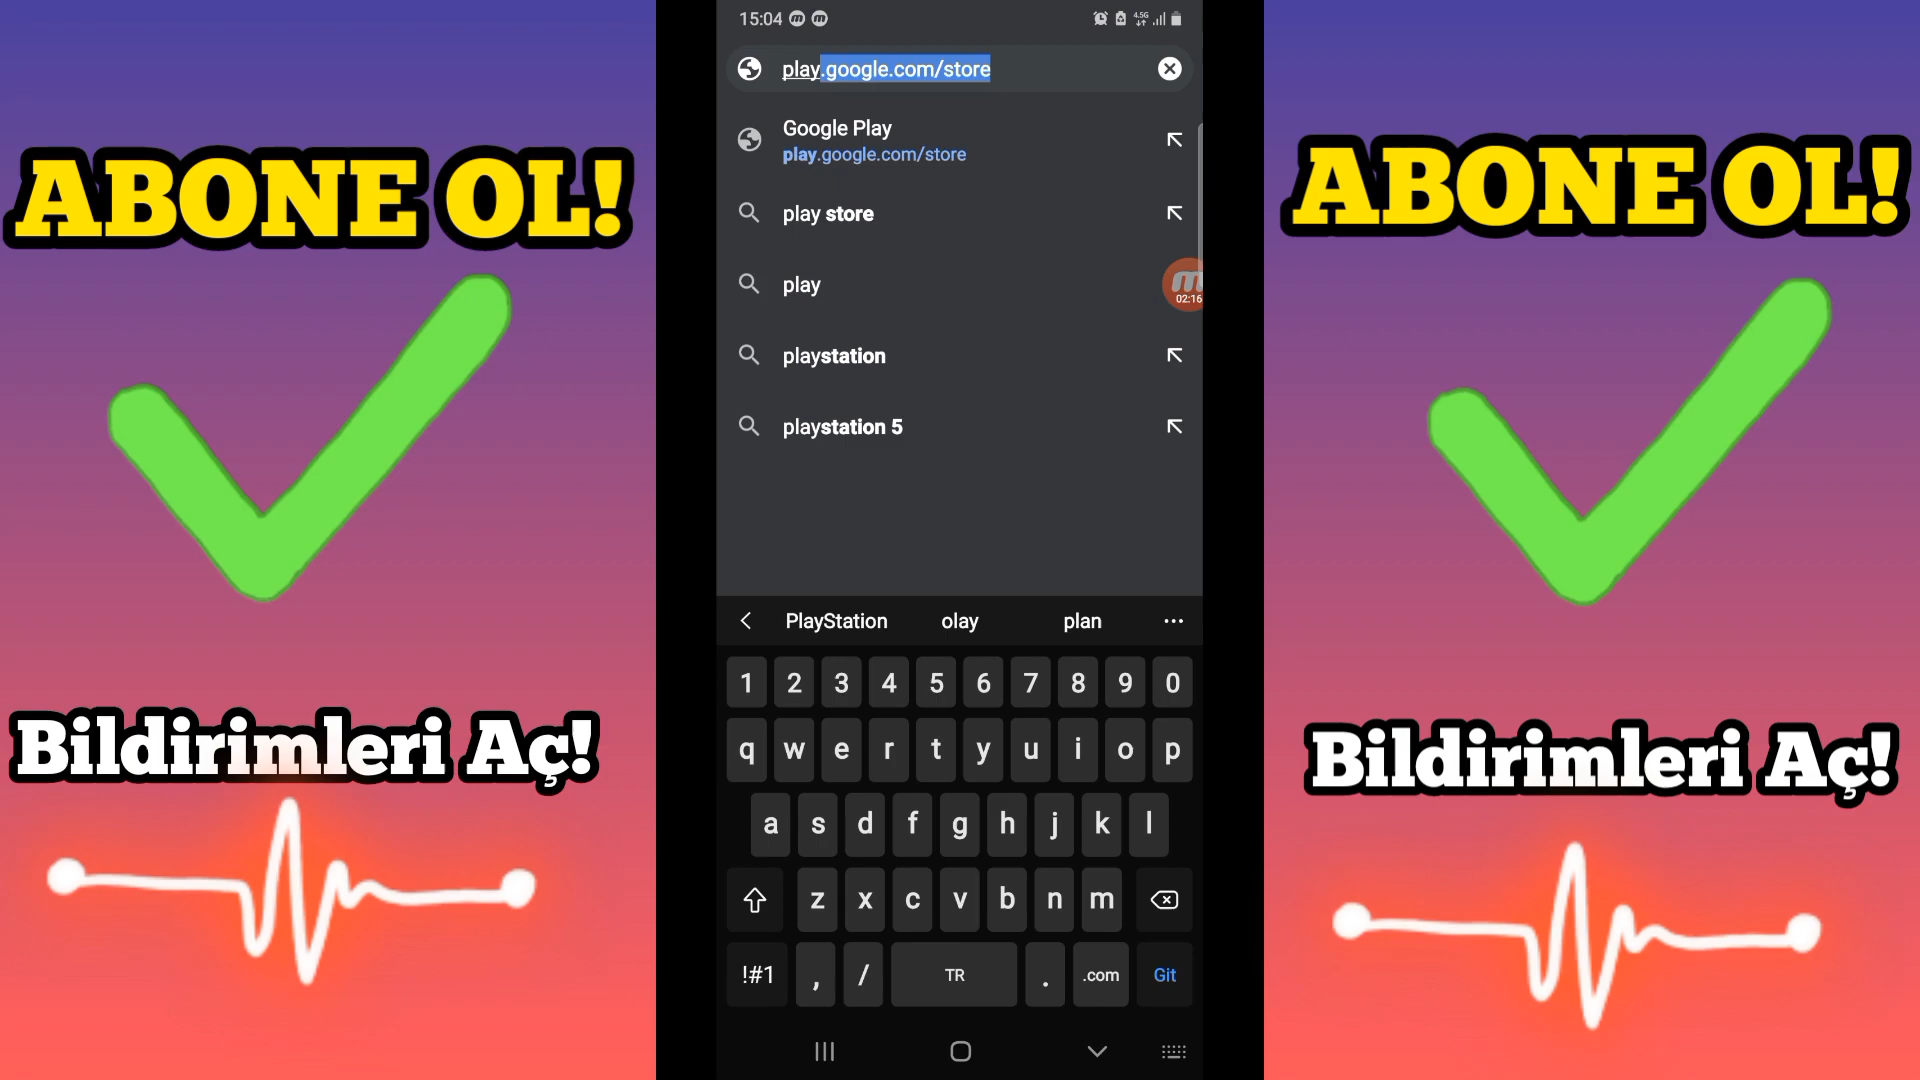 ABONE OL!
Bildirimleri Aç!
15:04
4.5G
play.google.com/store
Google Play
play.google.com/store
play store
play
02:16
playstation
playstation 5
PlayStation olay plan
1 2 3 4 5 6 7 8 9 0
q w e r t y u i o p
a s d f g h j k l
z x c v b n m
!#1 , / TR . .com Git
ABONE OL!
Bildirimleri Aç!